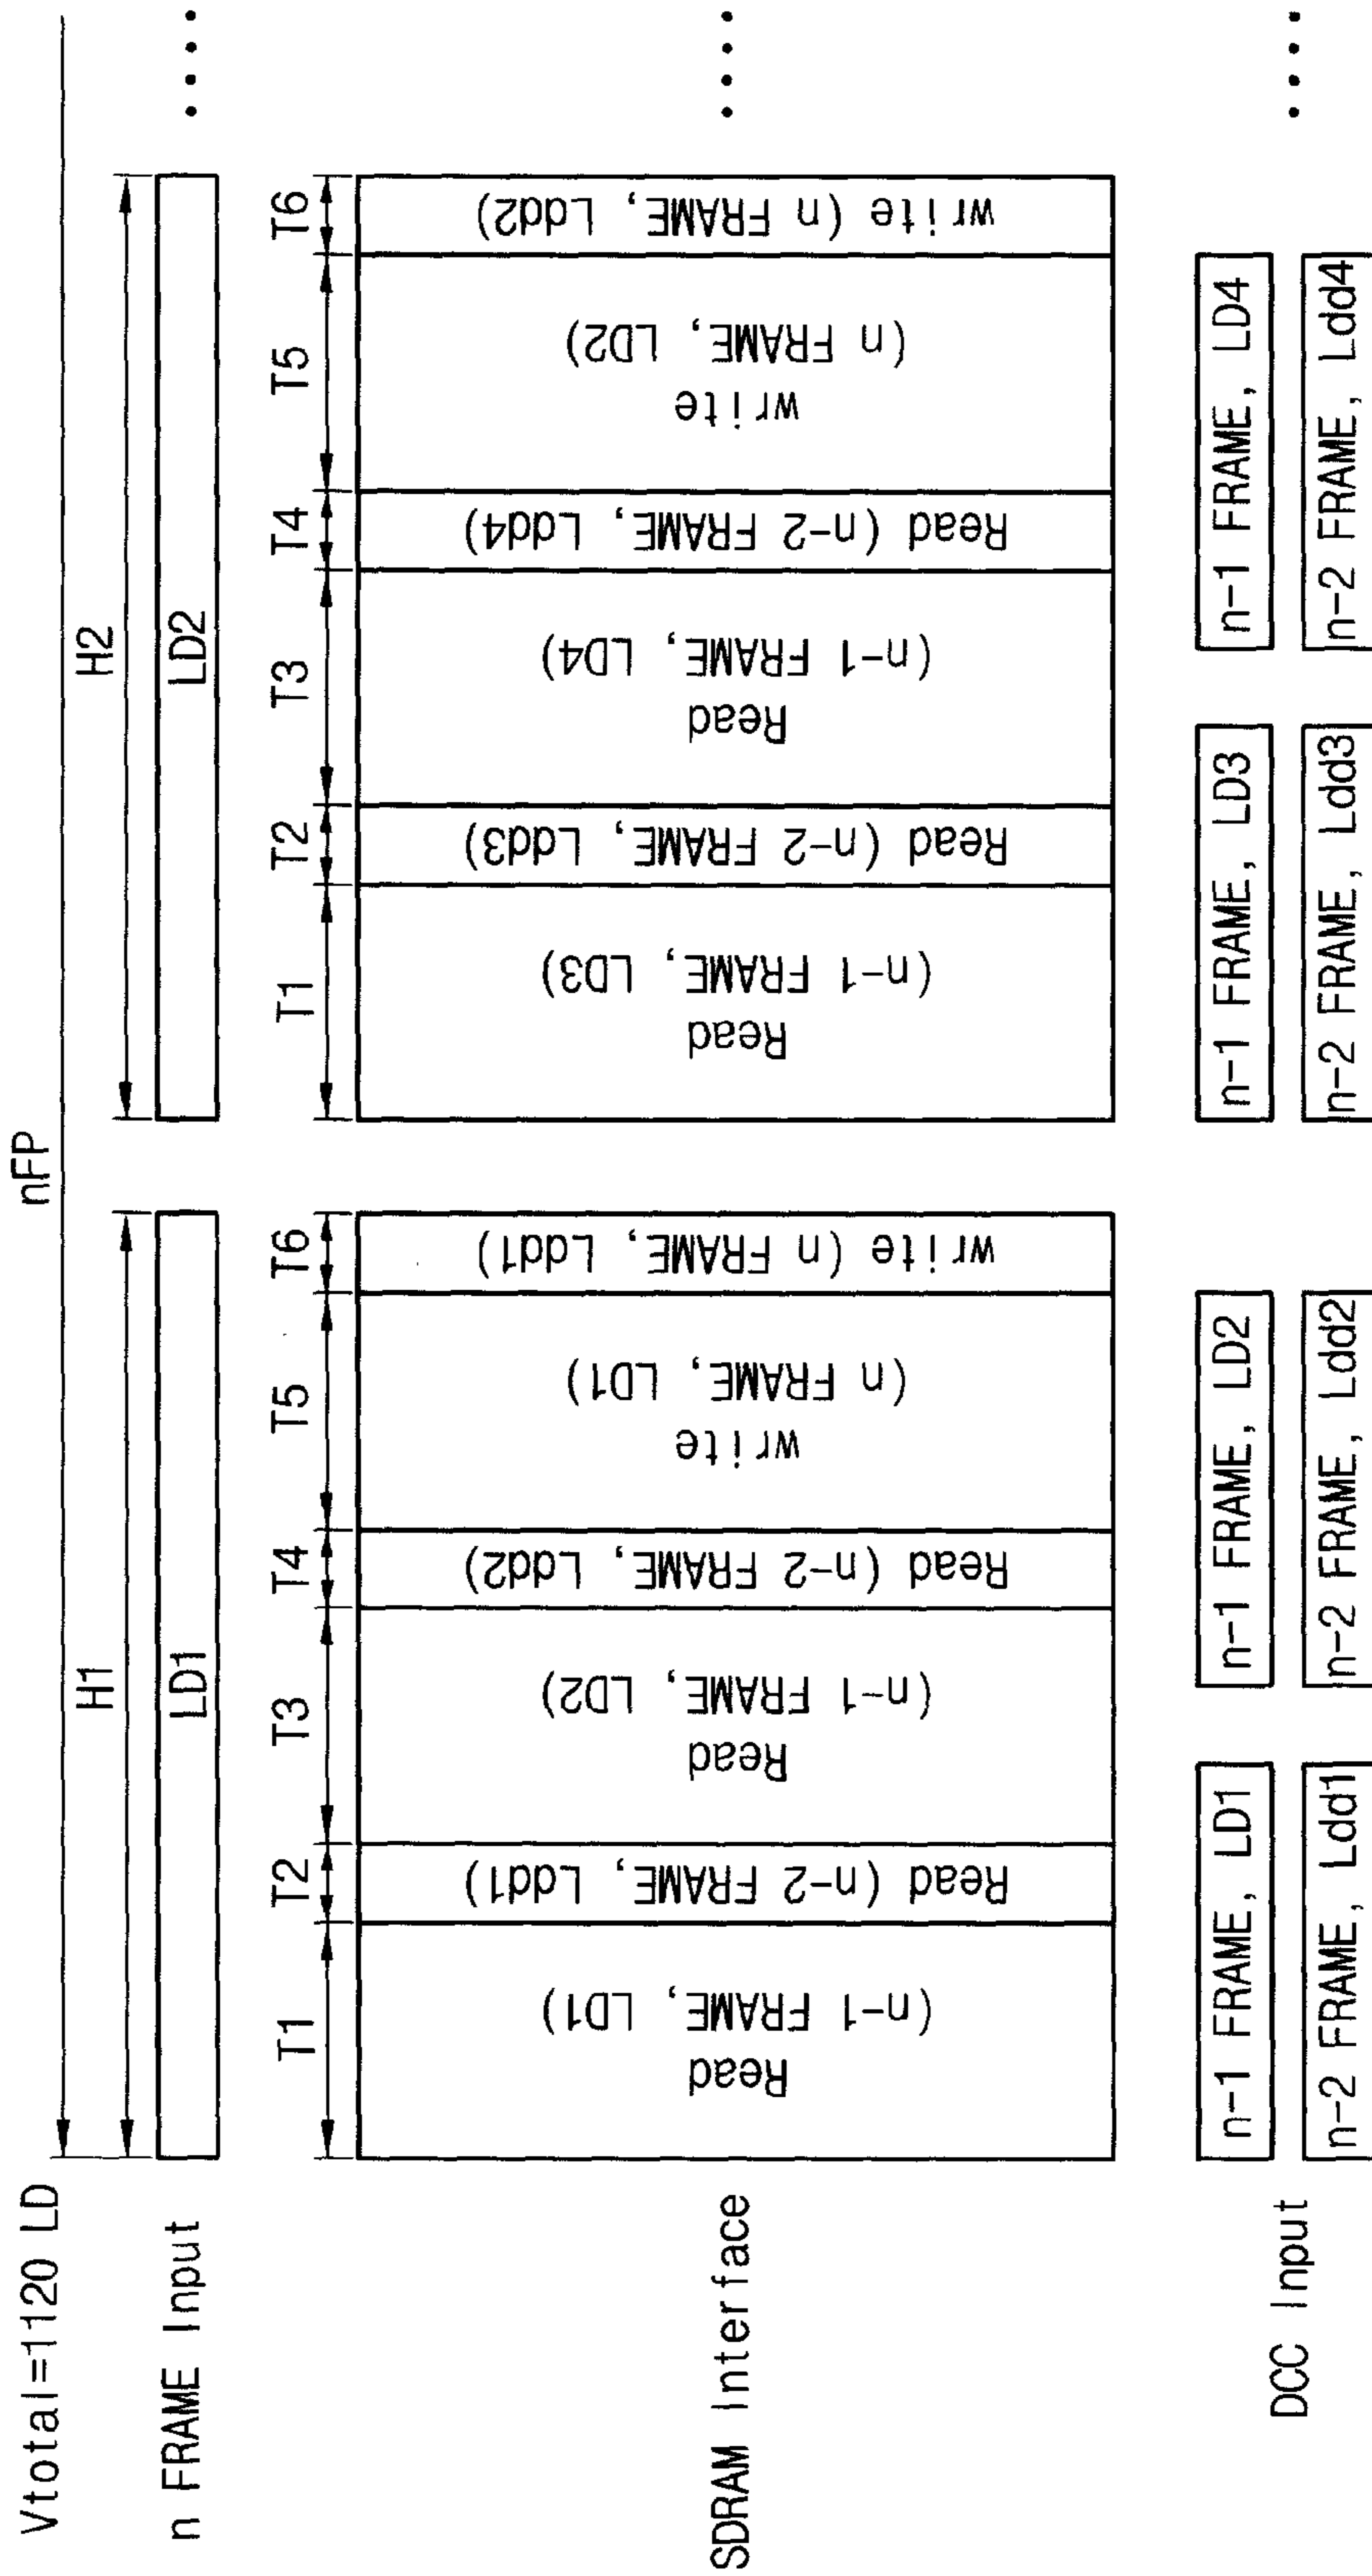 nFP
Vtotal=1120 LD
H1
H2
n FRAME Input
LD1
LD2
T1
T2
T3
T4
T5
T6
T1
T2
T3
T4
T5
T6
SDRAM Interface
Read
(n-1 FRAME, LD1)
Read (n-2 FRAME, Ldd1)
Read
(n-1 FRAME, LD2)
Read (n-2 FRAME, Ldd2)
write
(n FRAME, LD1)
write (n FRAME, Ldd1)
Read
(n-1 FRAME, LD3)
Read (n-2 FRAME, Ldd3)
Read
(n-1 FRAME, LD4)
Read (n-2 FRAME, Ldd4)
write
(n FRAME, LD2)
write (n FRAME, Ldd2)
DCC Input
n-1 FRAME, LD1
n-1 FRAME, LD2
n-1 FRAME, LD3
n-1 FRAME, LD4
n-2 FRAME, Ldd1
n-2 FRAME, Ldd2
n-2 FRAME, Ldd3
n-2 FRAME, Ldd4